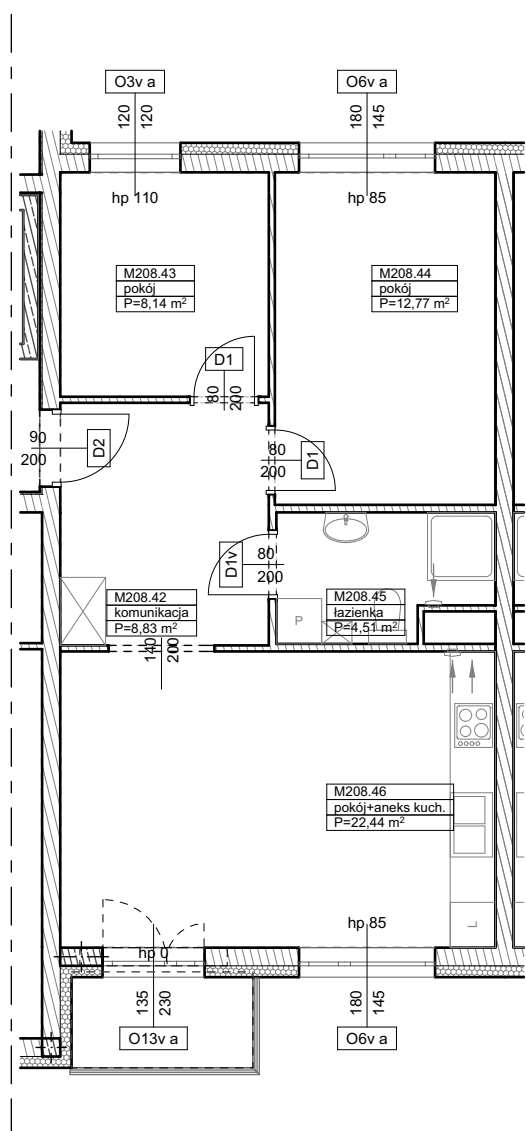 O3v a
O6v a
120
120
180
145
hp 110
hp 85
M208.43
pokój
P=8,14 m²
M208.44
pokój
P=12,77 m²
D1
80
200
90
200
D2
80
200
D1
D1v
80
200
M208.42
komunikacja
P=8,83 m²
M208.45
łazienka
P=4,51 m²
P
140
200
M208.46
pokój+aneks kuch.
P=22,44 m²
L
hp 0
hp 85
135
230
180
145
O13v a
O6v a